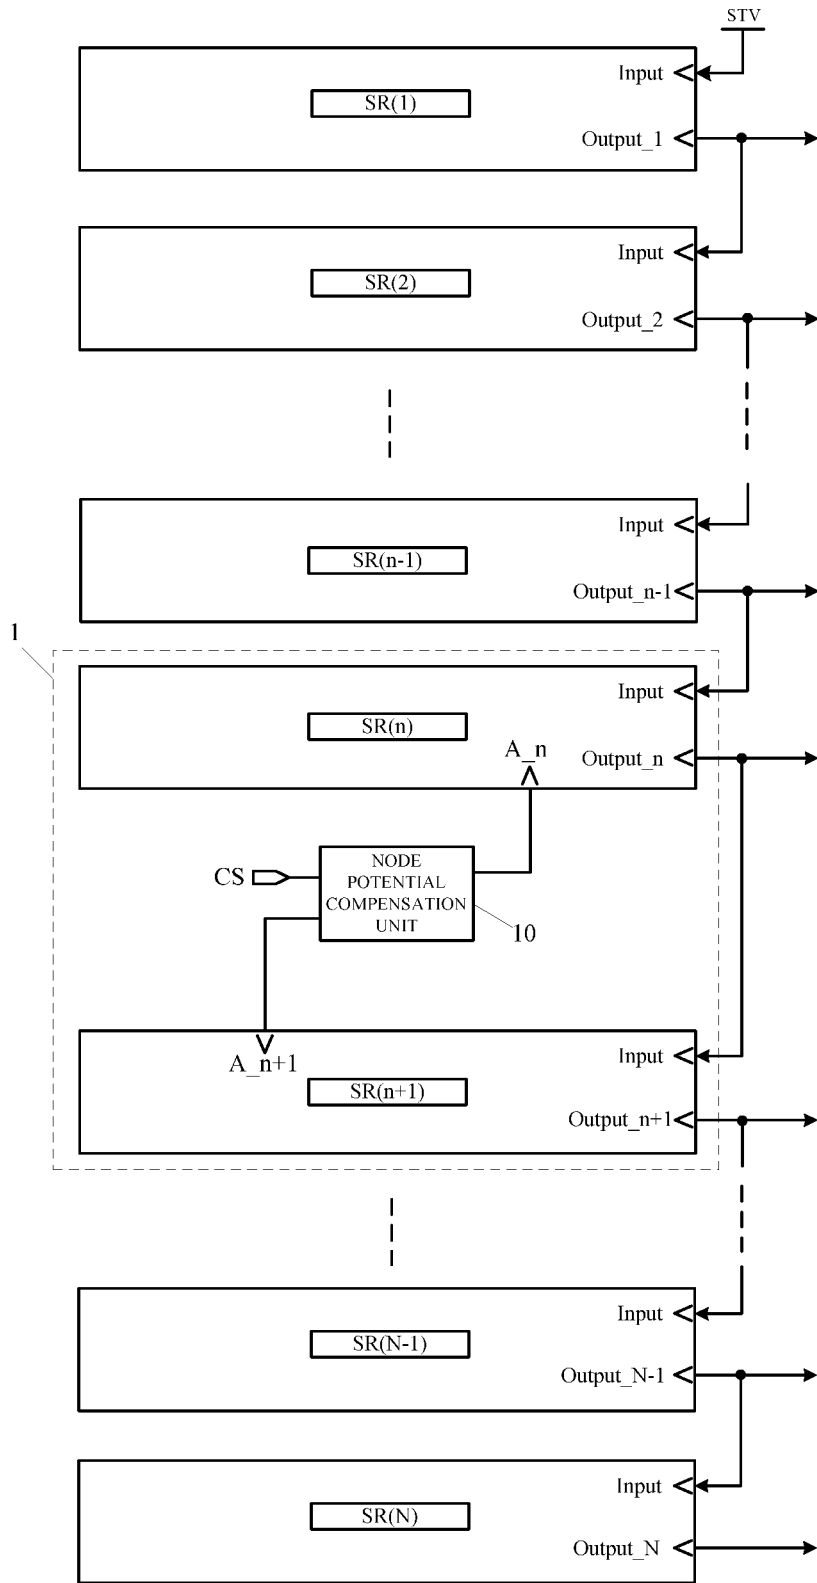 STV
Input
SR(1)
Output_1
Input
SR(2)
Output_2
Input
SR(n-1)
Output_n-1
1
Input
SR(n)
A_n
Output_n
NODE
POTENTIAL
COMPENSATION
UNIT
CS
10
Input
A_n+1
SR(n+1)
Output_n+1
Input
SR(N-1)
Output_N-1
Input
SR(N)
Output_N